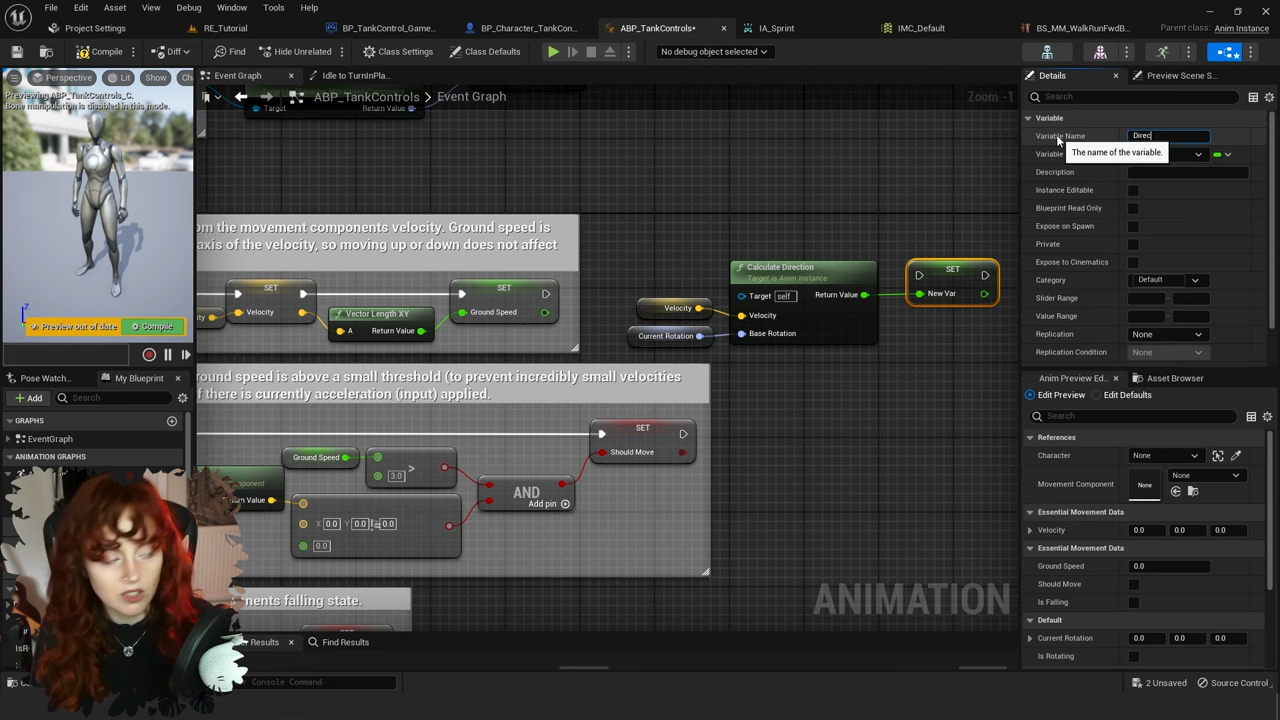 File Edit Asset View Debug Window Tools Help
Project Settings
RE_Tutorial
BP_TankControl_Game...
BP_Character_TankCon...
ABP_TankControls*
IA_Sprint
IMC_Default
BS_MM_WalkRunFwdB...
Parent class: Anim Instance
Compile
Diff
Find
Hide Unrelated
Class Settings
Class Defaults
No debug object selected
Perspective
Lit
Show
Previewing ABP_TankControls_C.
Bone manipulation is disabled in this mode.
Preview out of date
Compile
Event Graph
Idle to TurnInPla...
ABP_TankControls > Event Graph
Zoom -1
Target
Return Value
om the movement components velocity. Ground speed is
axis of the velocity, so moving up or down does not affect
SET
Velocity
Vector Length XY
A
Return Value
SET
Ground Speed
Velocity
Current Rotation
Calculate Direction
Target is Anim Instance
Target self
Return Value
Velocity
Base Rotation
SET
New Var
round speed is above a small threshold (to prevent incredibly small velocities
f there is currently acceleration (input) applied.
Ground Speed
>
3.0
X 0.0 Y 0.0 0.0
0.0
AND
Add pin
SET
Should Move
nents falling state.
ANIMATION
Pose Watch...
My Blueprint
Add
Search
GRAPHS
EventGraph
ANIMATION GRAPHS
Find Results
Console Command
Details
Preview Scene S...
Search
Variable
Variable Name
Direc
The name of the variable.
Variable
Description
Instance Editable
Blueprint Read Only
Expose on Spawn
Private
Expose to Cinematics
Category
Default
Slider Range
Value Range
Replication
None
Replication Condition
None
Anim Preview Ed...
Asset Browser
Edit Preview
Edit Defaults
Search
References
Character
None
Movement Component
None
None
Essential Movement Data
Velocity
0.0 0.0 0.0
Essential Movement Data
Ground Speed
0.0
Should Move
Is Falling
Default
Current Rotation
0.0 0.0 0.0
Is Rotating
2 Unsaved
Source Control